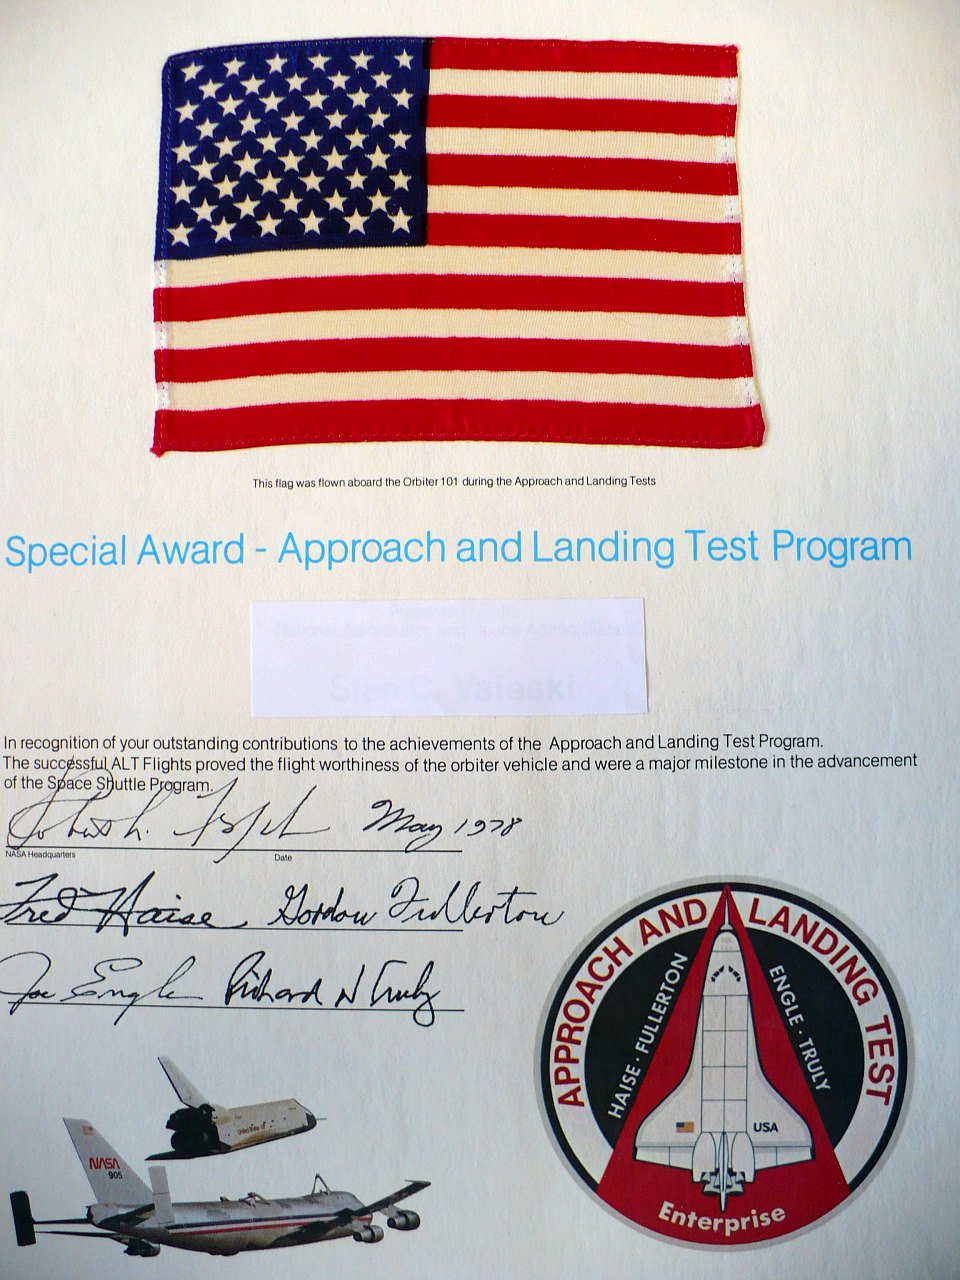 This flag was flown aboard the Orbiter 101 during the Approach and Landing Tests
Special Award - Approach and Landing Test Program
In recognition of your outstanding contributions to the achievements of the Approach and Landing Test Program.
The successful ALT Flights proved the flight worthiness of the orbiter vehicle and were a major milestone in the advancement
of the Space Shuttle Program.
May 1978
NASA Headquarters
Date
Fred Haise Gordon Fullerton
Joe Engle Richard H Truly
APPROACH AND LANDING TEST
HAISE · FULLERTON
ENGLE · TRULY
USA
Enterprise
United States
NASA
905